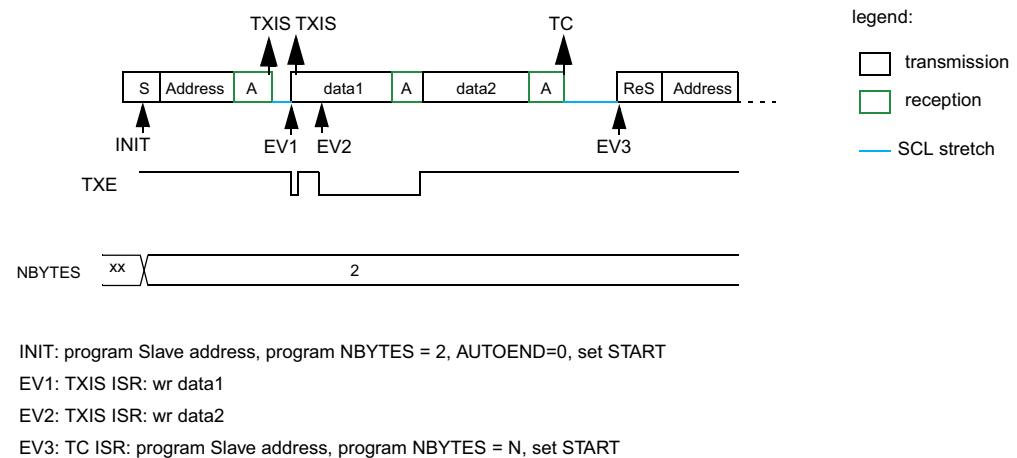 legend:
TXIS TXIS TC
S Address A data1 A data2 A ReS Address
transmission
reception
INIT EV1 EV2 EV3
SCL stretch
TXE
NBYTES xx 2
INIT: program Slave address, program NBYTES = 2, AUTOEND=0, set START
EV1: TXIS ISR: wr data1
EV2: TXIS ISR: wr data2
EV3: TC ISR: program Slave address, program NBYTES = N, set START